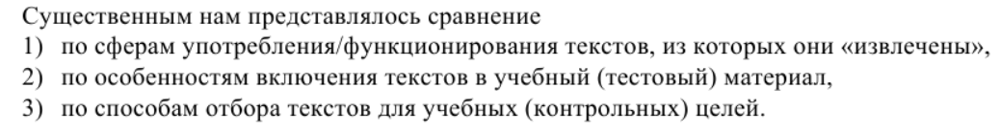 Существенным нам представлялось сравнение
1) по сферам употребления/функционирования текстов, из которых они «извлечены»,
2) по особенностям включения текстов в учебный (тестовый) материал,
3) по способам отбора текстов для учебных (контрольных) целей.